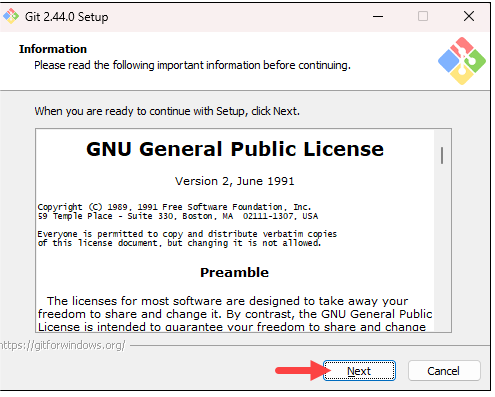 Git 2.44.0 Setup
Information
Please read the following important information before continuing.
When you are ready to continue with Setup, click Next.
GNU General Public License
Version 2, June 1991
Copyright (C) 1989, 1991 Free Software Foundation, Inc.
59 Temple Place - Suite 330, Boston, MA  02111-1307, USA
Everyone is permitted to copy and distribute verbatim copies
of this license document, but changing it is not allowed.
Preamble
The licenses for most software are designed to take away your
freedom to share and change it. By contrast, the GNU General Public
License is intended to guarantee your freedom to share and change
https://gitforwindows.org/
Next
Cancel